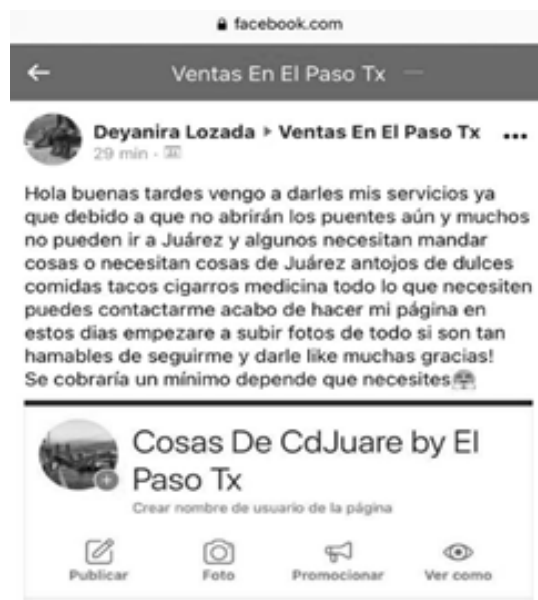 facebook.com
Ventas En El Paso Tx
Deyanira Lozada ▸ Ventas En El Paso Tx ...
29 min ·
Hola buenas tardes vengo a darles mis servicios ya
que debido a que no abrirán los puentes aún y muchos
no pueden ir a Juárez y algunos necesitan mandar
cosas o necesitan cosas de Juárez antojos de dulces
comidas tacos cigarros medicina todo lo que necesiten
puedes contactarme acabo de hacer mi página en
estos dias empezare a subir fotos de todo si son tan
hamables de seguirme y darle like muchas gracias!
Se cobraría un mínimo depende que necesites
Cosas De CdJuare by El
Paso Tx
Crear nombre de usuario de la página
Publicar Foto Promocionar Ver como